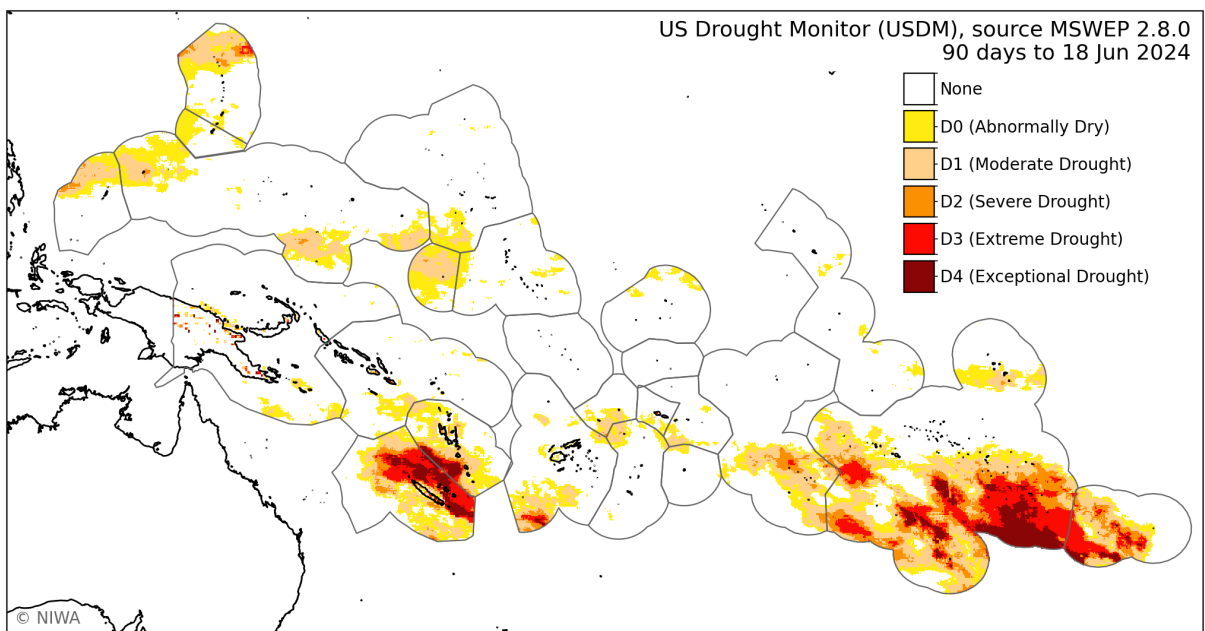 US Drought Monitor (USDM), source MSWEP 2.8.0
90 days to 18 Jun 2024
None
D0 (Abnormally Dry)
D1 (Moderate Drought)
D2 (Severe Drought)
D3 (Extreme Drought)
D4 (Exceptional Drought)
© NIWA